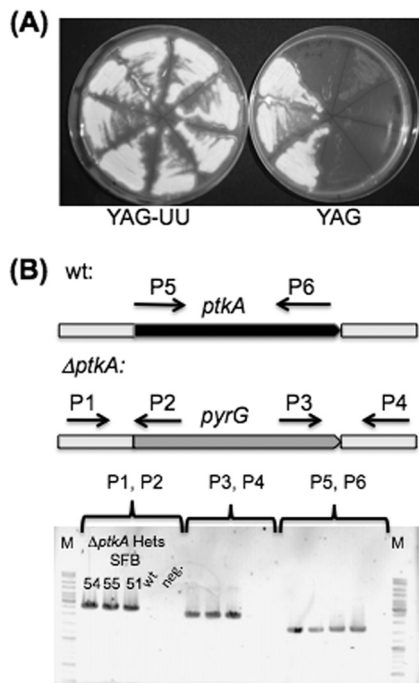 (A)
YAG-UU YAG
(B)
wt:
P5 ptkA P6
ΔptkA:
P1 P2 pyrG P3 P4
P1, P2 P3, P4 P5, P6
M ΔptkA Hets M
SFB
54 55 51 wt neg.